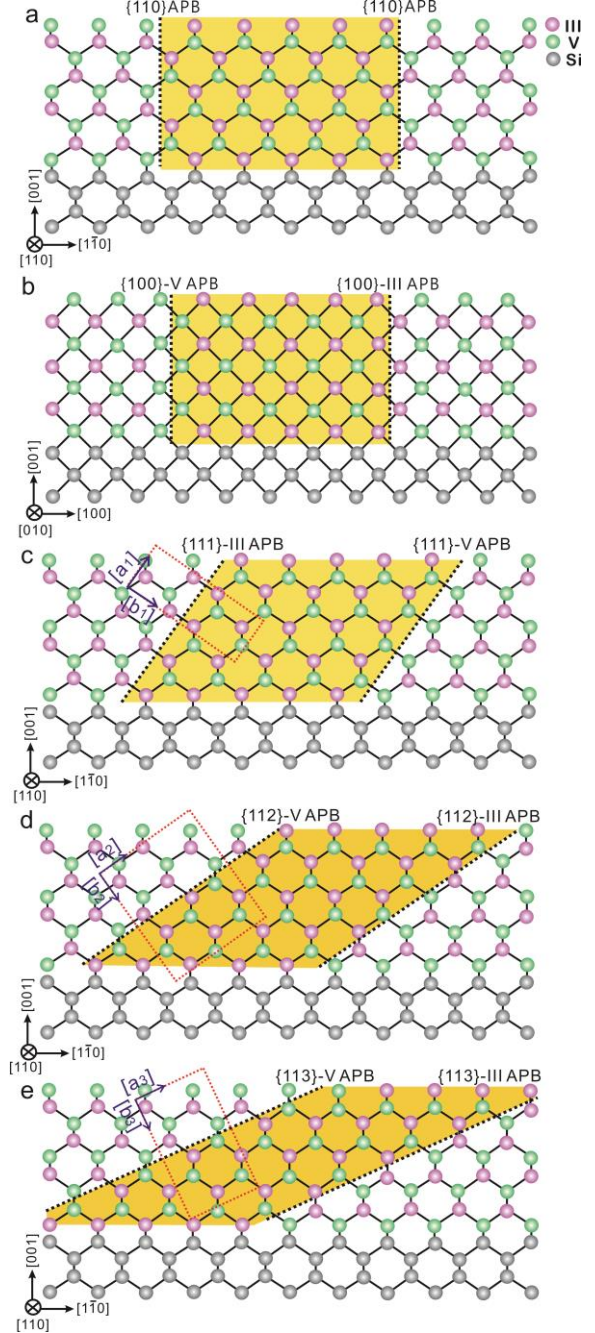 a
{110}APB {110}APB
III
V
Si
[001]
[110] [11̄0]
b
{100}-V APB {100}-III APB
[001]
[010] [100]
c
{111}-III APB {111}-V APB
[a1]
[b1]
[001]
[110] [11̄0]
d
{112}-V APB {112}-III APB
[a2]
[b2]
[001]
[110] [11̄0]
e
{113}-V APB {113}-III APB
[a3]
[b3]
[001]
[110] [11̄0]